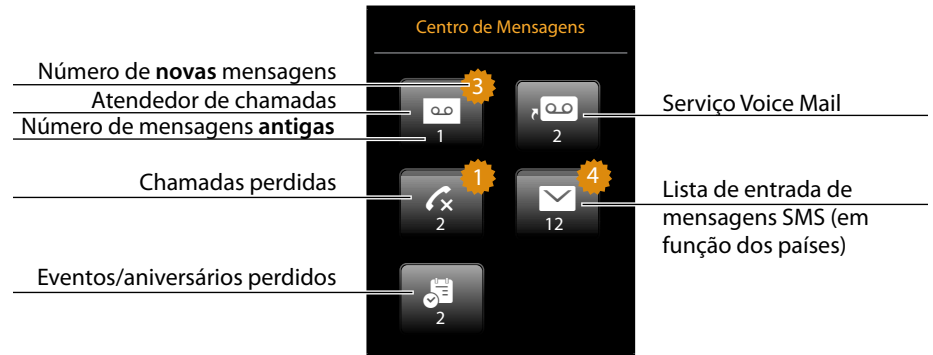 Centro de Mensagens
Número de novas mensagens
3
Atendedor de chamadas
Número de mensagens antigas
1
2
Serviço Voice Mail
Chamadas perdidas
1
2
4
12
Lista de entrada de
mensagens SMS (em
função dos países)
Eventos/aniversários perdidos
2